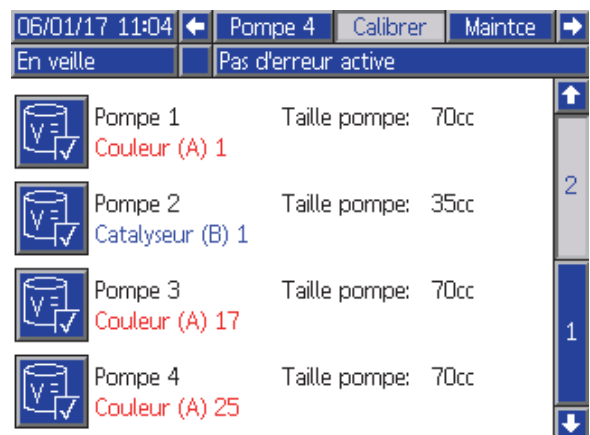 06/01/17 11:04 Pompe 4 Calibrer Maintce
En veille Pas d'erreur active
Pompe 1 Taille pompe: 70cc
Couleur (A) 1
2
Pompe 2 Taille pompe: 35cc
Catalyseur (B) 1
Pompe 3 Taille pompe: 70cc
Couleur (A) 17
1
Pompe 4 Taille pompe: 70cc
Couleur (A) 25